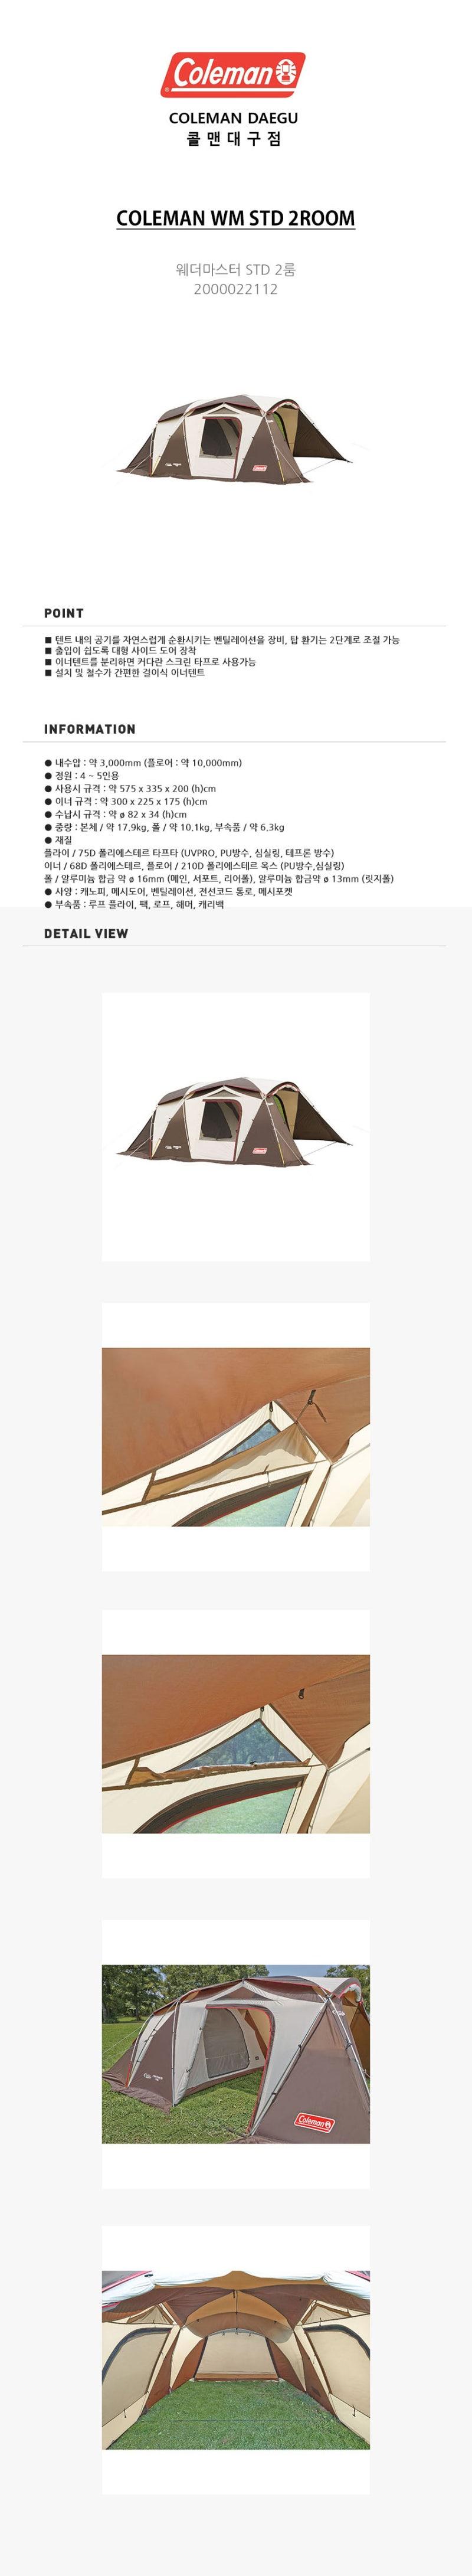 Coleman
COLEMAN DAEGU
콜맨대구점
COLEMAN WM STD 2ROOM
웨더마스터 STD 2룸
2000022112
Coleman
POINT
■ 텐트 내의 공기를 자연스럽게 순환시키는 벤틸레이션을 장비, 탑 환기는 2단계로 조절 가능
■ 출입이 쉽도록 대형 사이드 도어 장착
■ 이너텐트를 분리하면 커다란 스크린 타프로 사용가능
■ 설치 및 철수가 간편한 걸이식 이너텐트
INFORMATION
● 내수압 : 약 3,000mm (플로어 : 약 10,000mm)
● 정원 : 4 ~ 5인용
● 사용시 규격 : 약 575 x 335 x 200 (h)cm
● 이너 규격 : 약 300 x 225 x 175 (h)cm
● 수납시 규격 : 약 ø 82 x 34 (h)cm
● 중량 : 본체 / 약 17.9kg, 폴 / 약 10.1kg, 부속품 / 약 6.3kg
● 재질
플라이 / 75D 폴리에스테르 타프타 (UVPRO, PU방수, 심실링, 테프론 방수)
이너 / 68D 폴리에스테르, 플로어 / 210D 폴리에스테르 옥스 (PU방수,심실링)
폴 / 알루미늄 합금 약 ø 16mm (메인, 서포트, 리어폴), 알루미늄 합금약 ø 13mm (릿지폴)
● 사양 : 캐노피, 메시도어, 벤틸레이션, 전선코드 통로, 메시포켓
● 부속품 : 루프 플라이, 팩, 로프, 해머, 캐리백
DETAIL VIEW
Coleman
Coleman